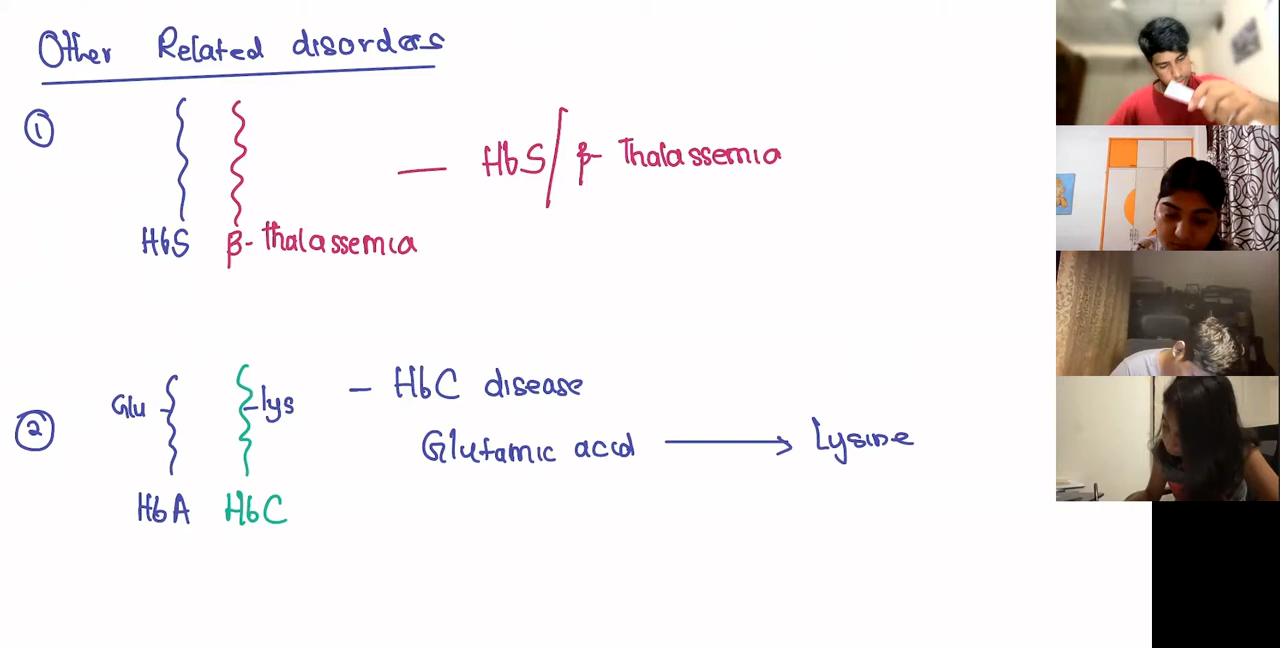 Other Related disorders
①
HbS β-thalassemia
— HbS/β-Thalassemia
②
Glu lys
HbA HbC
— HbC disease
Glutamic acid ⟶ Lysine